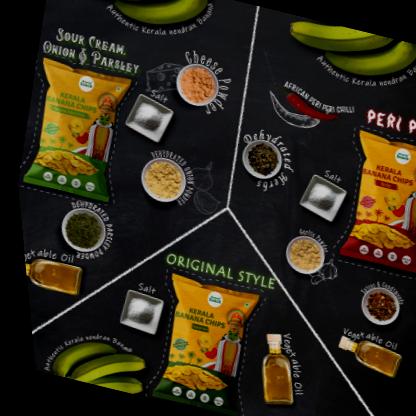 Authentic Kerala nendran Banana
SOUR CREAM,
ONION & PARSLEY
Cheese Powder
Salt
KERALA
BANANA CHIPS
DEHYDRATED ONION POWDER
DEHYDRATED PARSLEY POWDER
Vegetable Oil
Authentic Kerala nendran Banana
AFRICAN PERI PERI CHILLI
PERI P
Dehydrated Herbs
Salt
KERALA
BANANA CHIPS
Garlic Powder
Vegetable Oil
ORIGINAL STYLE
Salt
KERALA
BANANA CHIPS
Authentic Kerala nendran Banana
Vegetable Oil